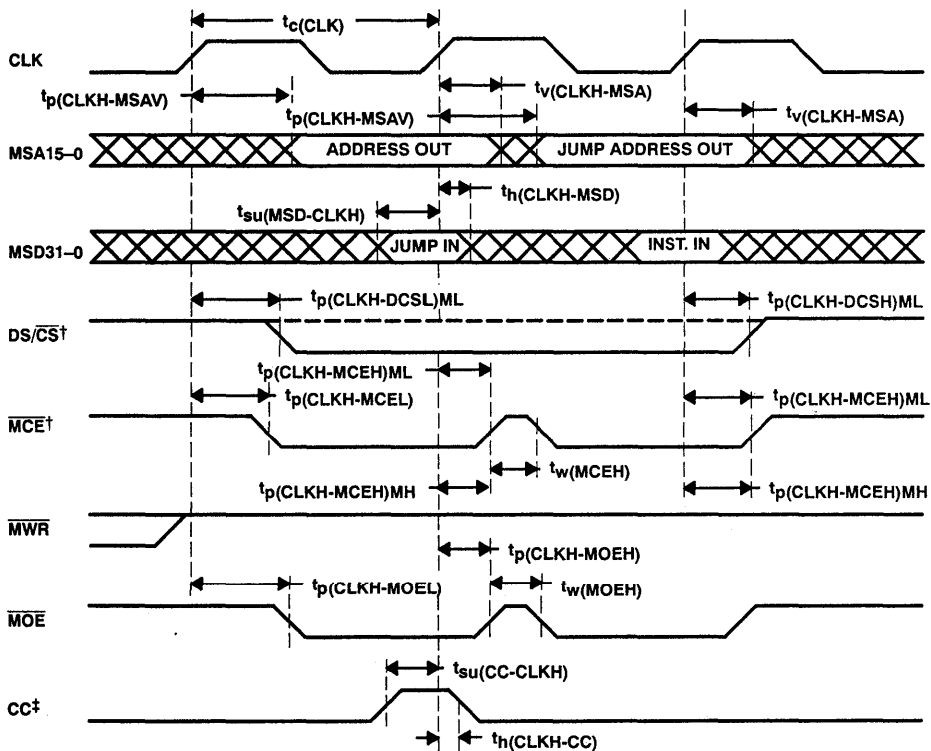 tc(CLK)
CLK
tp(CLKH-MSAV)
tv(CLKH-MSA)
tp(CLKH-MSAV)
tv(CLKH-MSA)
MSA15–0
ADDRESS OUT
JUMP ADDRESS OUT
th(CLKH-MSD)
tsu(MSD-CLKH)
MSD31–0
JUMP IN
INST. IN
tp(CLKH-DCSL)ML
tp(CLKH-DCSH)ML
DS/C̅S̅†
tp(CLKH-MCEH)ML
tp(CLKH-MCEL)
tp(CLKH-MCEH)ML
M̅C̅E̅†
tw(MCEH)
tp(CLKH-MCEH)MH
tp(CLKH-MCEH)MH
M̅W̅R̅
tp(CLKH-MOEH)
tp(CLKH-MOEL)
tw(MOEH)
M̅O̅E̅
tsu(CC-CLKH)
CC‡
th(CLKH-CC)